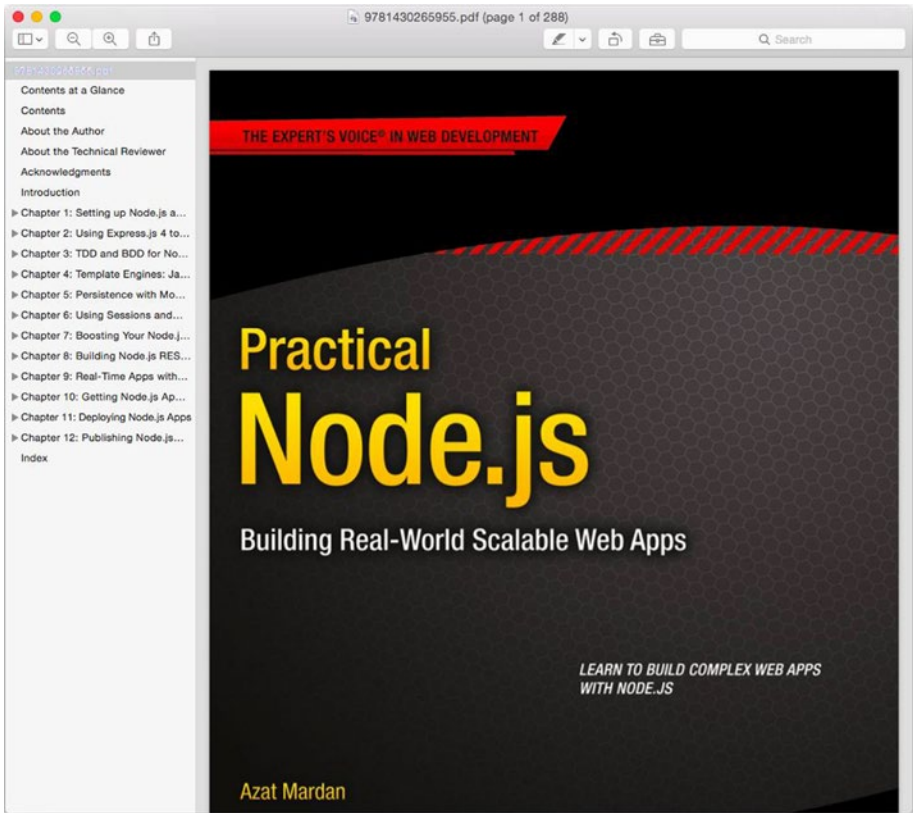 9781430265955.pdf (page 1 of 288)
Search
9781430265955.pdf
Contents at a Glance
Contents
About the Author
About the Technical Reviewer
Acknowledgments
Introduction
Chapter 1: Setting up Node.js a...
Chapter 2: Using Express.js 4 to...
Chapter 3: TDD and BDD for No...
Chapter 4: Template Engines: Ja...
Chapter 5: Persistence with Mo...
Chapter 6: Using Sessions and...
Chapter 7: Boosting Your Node.j...
Chapter 8: Building Node.js RES...
Chapter 9: Real-Time Apps with...
Chapter 10: Getting Node.js Ap...
Chapter 11: Deploying Node.js Apps
Chapter 12: Publishing Node.js...
Index
THE EXPERT'S VOICE® IN WEB DEVELOPMENT
Practical
Node.js
Building Real-World Scalable Web Apps
LEARN TO BUILD COMPLEX WEB APPS
WITH NODE.JS
Azat Mardan